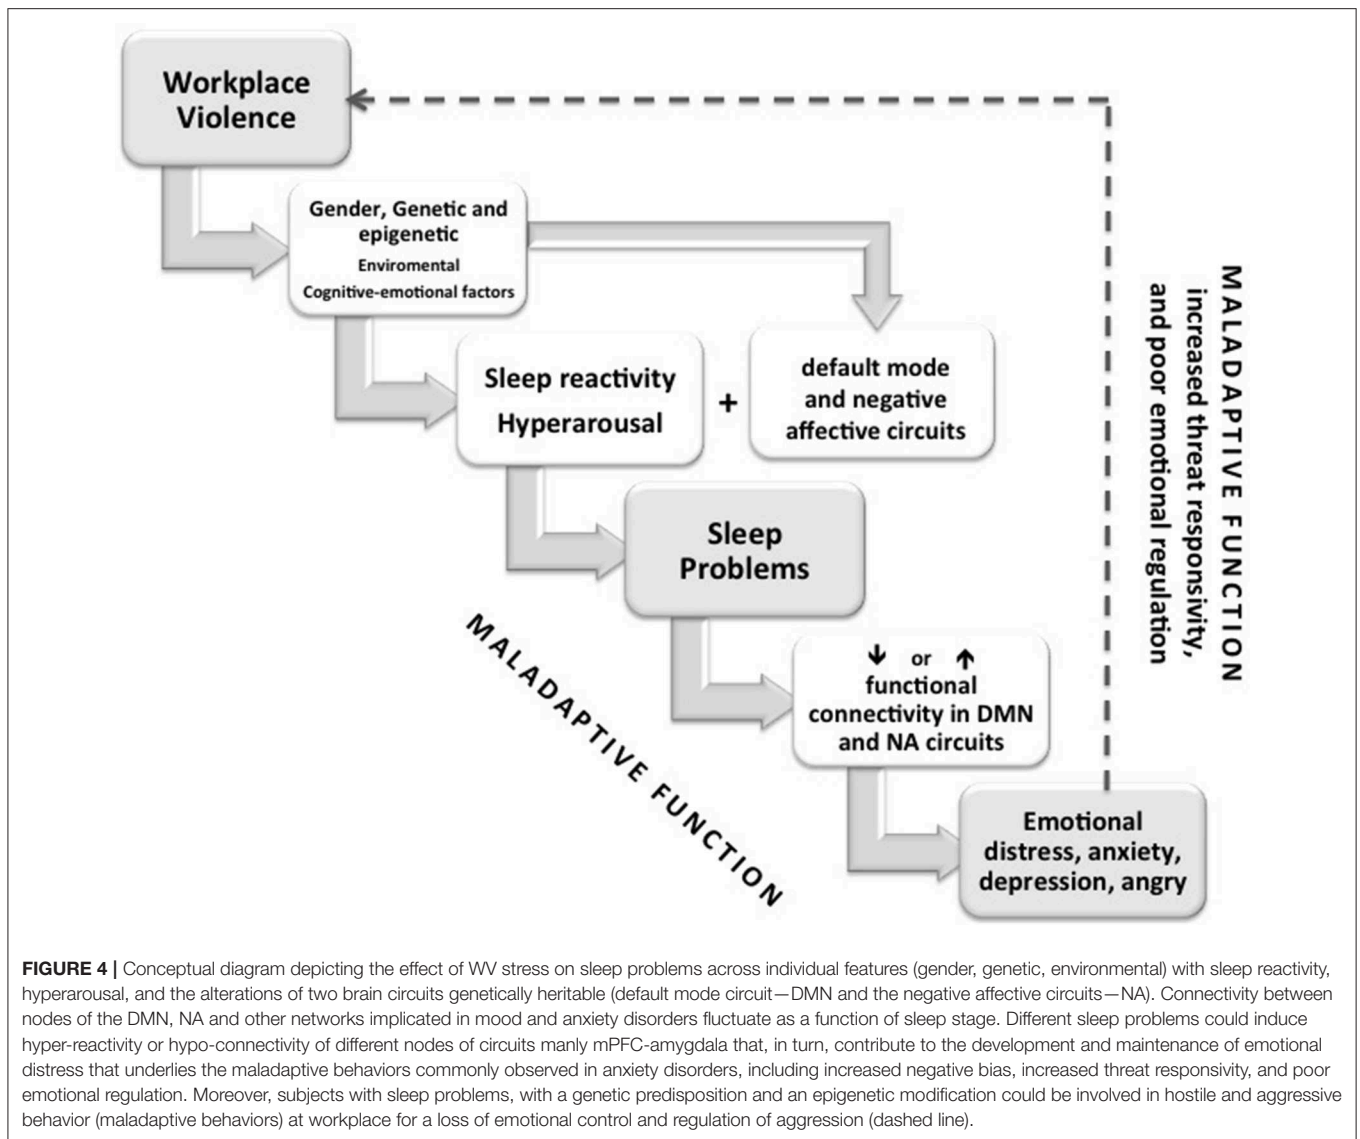 Workplace
Violence
Gender, Genetic and
epigenetic
Enviromental
Cognitive-emotional factors
Sleep reactivity
Hyperarousal
+
default mode
and negative
affective circuits
Sleep
Problems
↓ or ↑
functional
connectivity in DMN
and NA circuits
Emotional
distress, anxiety,
depression, angry
MALADAPTIVE FUNCTION
MALADAPTIVE FUNCTION
increased threat responsivity,
and poor emotional regulation
FIGURE 4 | Conceptual diagram depicting the effect of WV stress on sleep problems across individual features (gender, genetic, environmental) with sleep reactivity,
hyperarousal, and the alterations of two brain circuits genetically heritable (default mode circuit—DMN and the negative affective circuits—NA). Connectivity between
nodes of the DMN, NA and other networks implicated in mood and anxiety disorders fluctuate as a function of sleep stage. Different sleep problems could induce
hyper-reactivity or hypo-connectivity of different nodes of circuits manly mPFC-amygdala that, in turn, contribute to the development and maintenance of emotional
distress that underlies the maladaptive behaviors commonly observed in anxiety disorders, including increased negative bias, increased threat responsivity, and poor
emotional regulation. Moreover, subjects with sleep problems, with a genetic predisposition and an epigenetic modification could be involved in hostile and aggressive
behavior (maladaptive behaviors) at workplace for a loss of emotional control and regulation of aggression (dashed line).